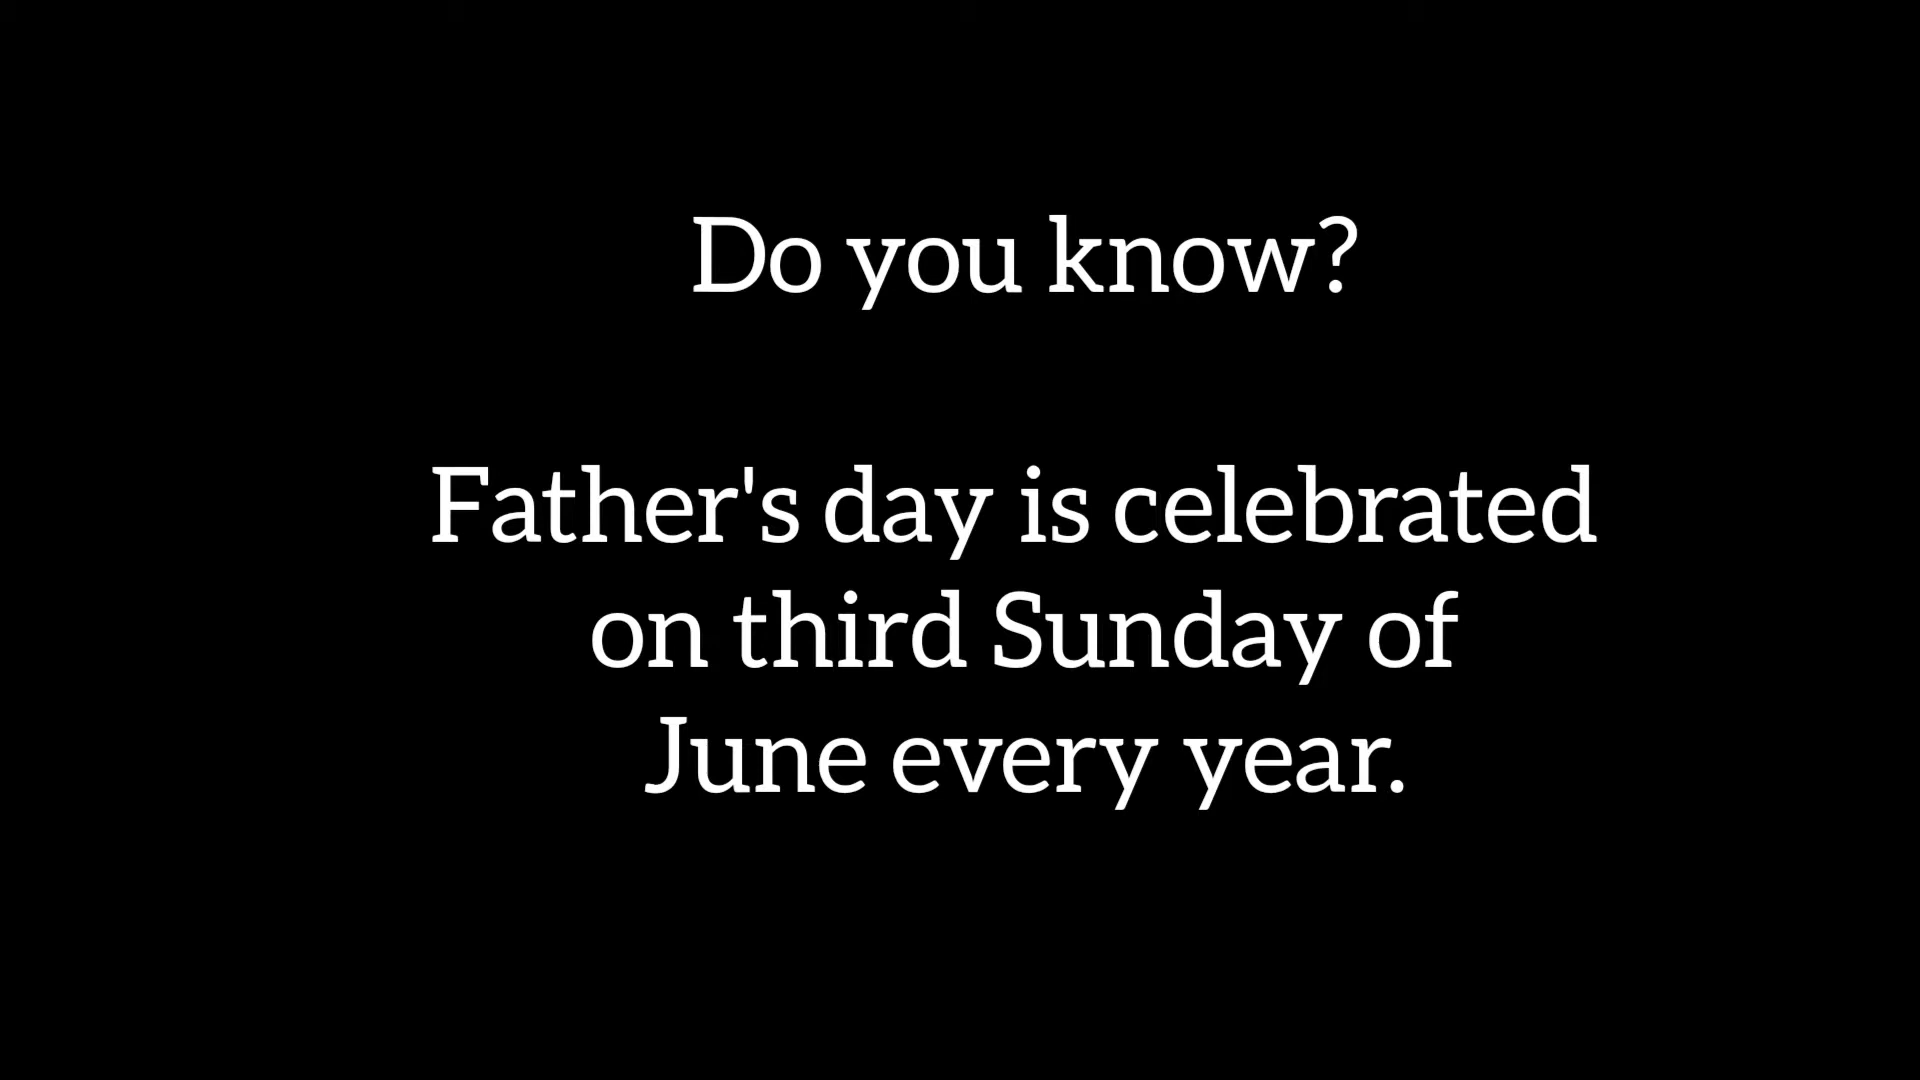 Do you know?
Father's day is celebrated
on third Sunday of
June every year.